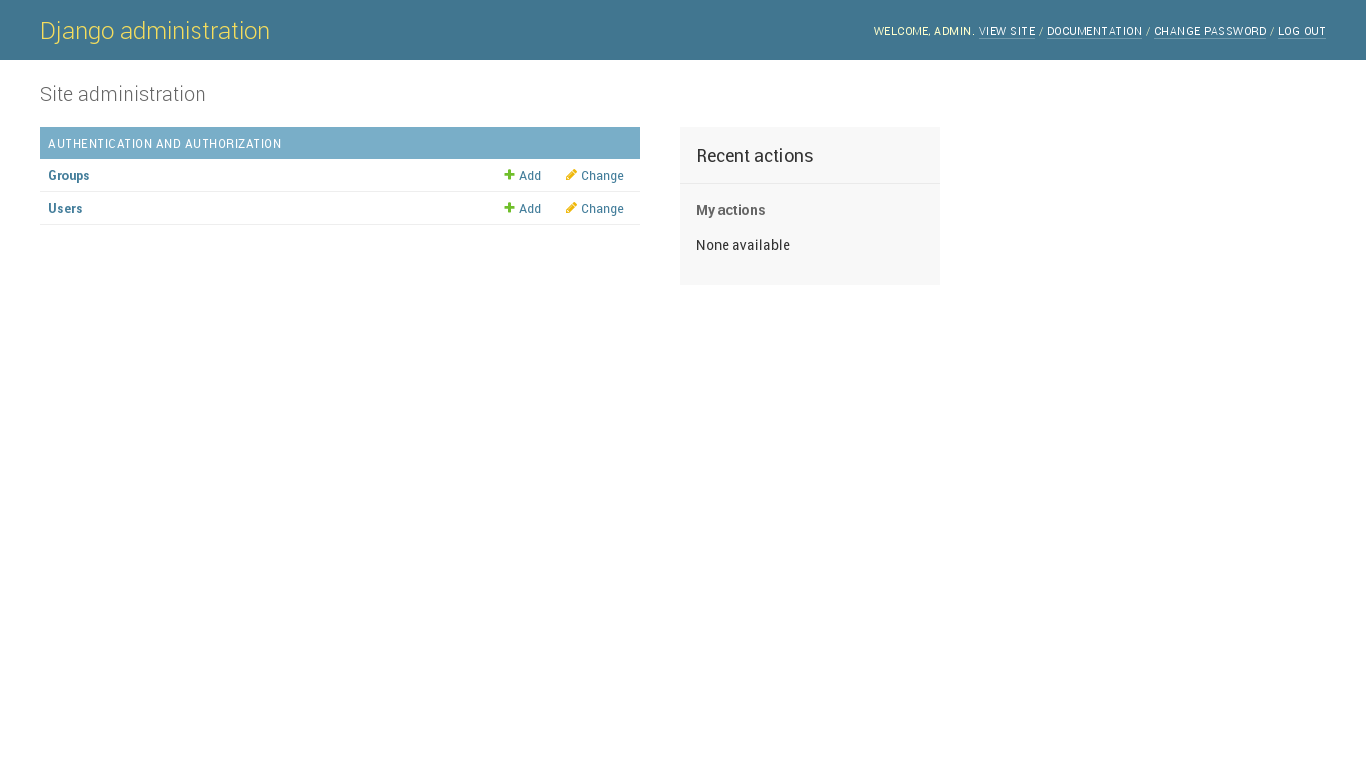 Django administration
WELCOME, ADMIN. VIEW SITE / DOCUMENTATION / CHANGE PASSWORD / LOG OUT
Site administration
AUTHENTICATION AND AUTHORIZATION
Groups Add Change
Users Add Change
Recent actions
My actions
None available